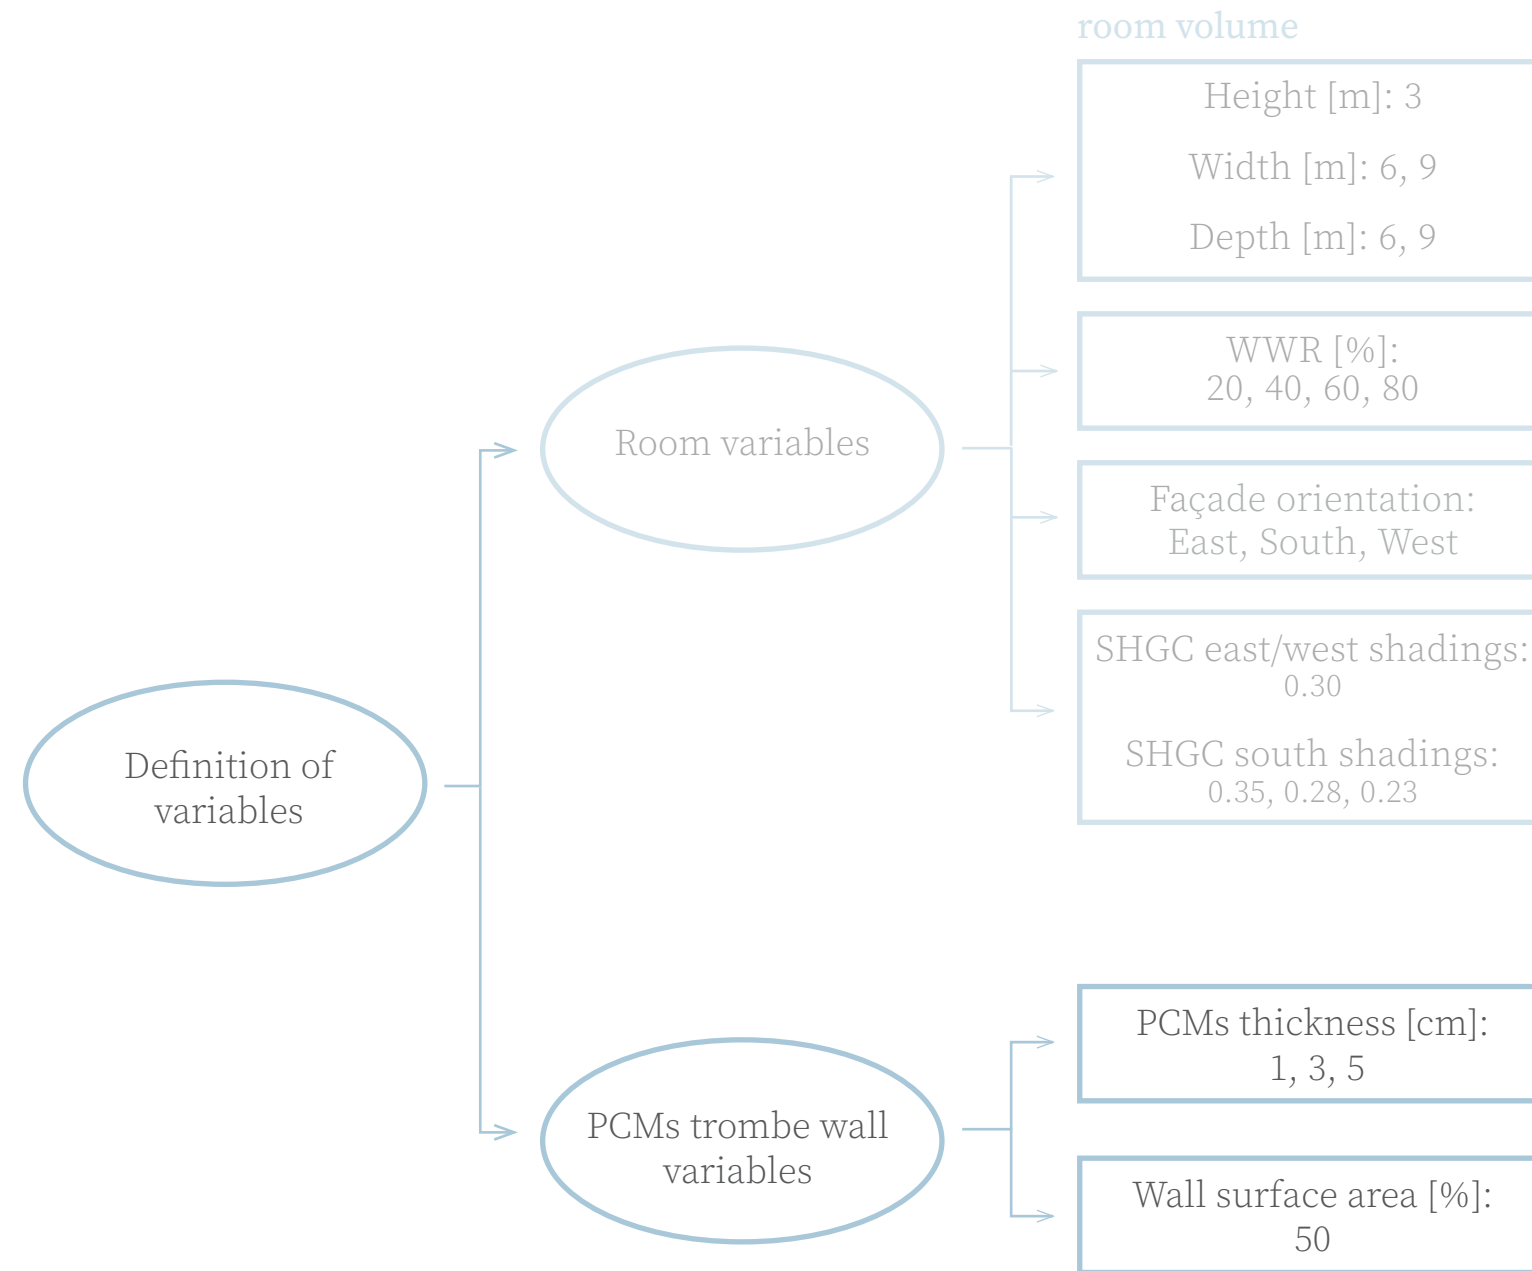 room volume
Height [m]: 3
Width [m]: 6, 9
Depth [m]: 6, 9
WWR [%]:
20, 40, 60, 80
Room variables
Façade orientation:
East, South, West
SHGC east/west shadings:
0.30
SHGC south shadings:
0.35, 0.28, 0.23
Definition of
variables
PCMs thickness [cm]:
1, 3, 5
PCMs trombe wall
variables
Wall surface area [%]:
50